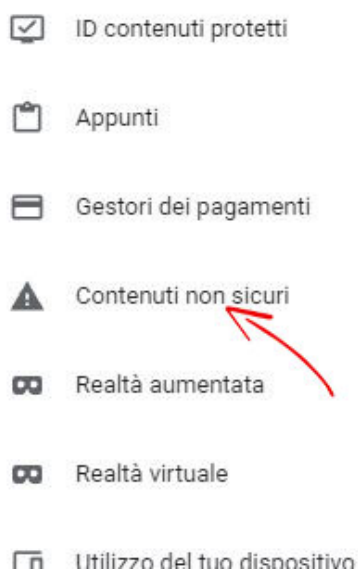 ID contenuti protetti
Appunti
Gestori dei pagamenti
Contenuti non sicuri
Realtà aumentata
Realtà virtuale
Utilizzo del tuo dispositivo